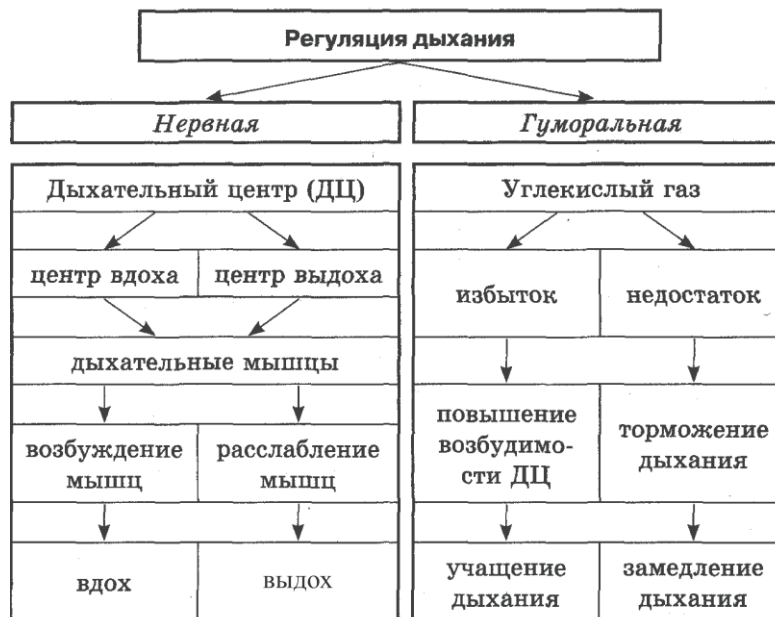 Регуляция дыхания
Нервная
Гуморальная
Дыхательный центр (ДЦ)
центр вдоха
центр выдоха
дыхательные мышцы
возбуждение
мышц
расслабление
мышц
вдох
выдох
Углекислый газ
избыток
недостаток
повышение
возбудимо-
сти ДЦ
торможение
дыхания
учащение
дыхания
замедление
дыхания